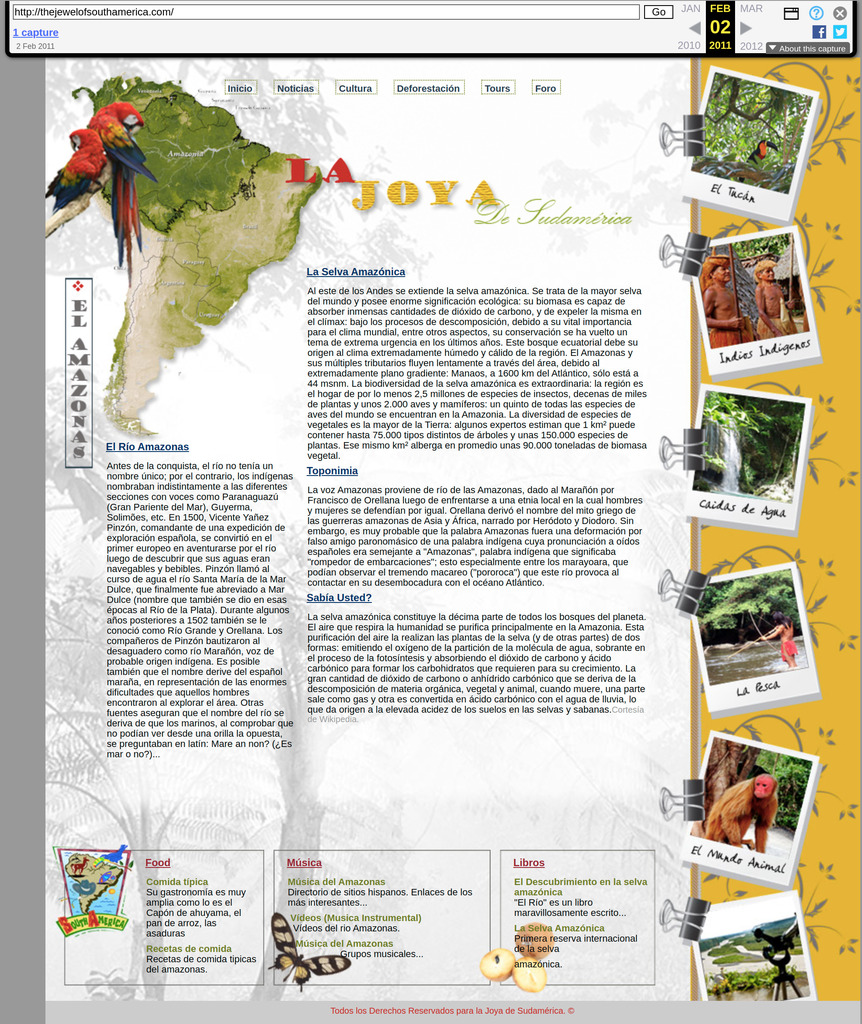 http://thejewelofsouthamerica.com/
Go
JAN
FEB
MAR
1 capture
02
2 Feb 2011
2010
2011
2012
About this capture
Inicio
Noticias
Cultura
Deforestación
Tours
Foro
Venezuela
Amazonia
LA
JOYA
De Sudamérica
EL AMAZONAS
El Tucán
Indios Indigenos
Caidas de Agua
La Pesca
El Mundo Animal
La Selva Amazónica
Al este de los Andes se extiende la selva amazónica. Se trata de la mayor selva
del mundo y posee enorme significación ecológica: su biomasa es capaz de
absorber inmensas cantidades de dióxido de carbono, y de expeler la misma en
el clímax: bajo los procesos de descomposición, debido a su vital importancia
para el clima mundial, entre otros aspectos, su conservación se ha vuelto un
tema de extrema urgencia en los últimos años. Este bosque ecuatorial debe su
origen al clima extremadamente húmedo y cálido de la región. El Amazonas y
sus múltiples tributarios fluyen lentamente a través del área, debido al
extremadamente plano gradiente: Manaos, a 1600 km del Atlántico, sólo está a
44 msnm. La biodiversidad de la selva amazónica es extraordinaria: la región es
el hogar de por lo menos 2,5 millones de especies de insectos, decenas de miles
de plantas y unos 2.000 aves y mamíferos: un quinto de todas las especies de
aves del mundo se encuentran en la Amazonia. La diversidad de especies de
vegetales es la mayor de la Tierra: algunos expertos estiman que 1 km² puede
contener hasta 75.000 tipos distintos de árboles y unas 150.000 especies de
plantas. Ese mismo km² alberga en promedio unas 90.000 toneladas de biomasa
vegetal.
Toponimia
La voz Amazonas proviene de río de las Amazonas, dado al Marañón por
Francisco de Orellana luego de enfrentarse a una etnia local en la cual hombres
y mujeres se defendían por igual. Orellana derivó el nombre del mito griego de
las guerreras amazonas de Asia y África, narrado por Heródoto y Diodoro. Sin
embargo, es muy probable que la palabra Amazonas fuera una deformación por
falso amigo paronomásico de una palabra indígena cuya pronunciación a oídos
españoles era semejante a "Amazonas", palabra indígena que significaba
"rompedor de embarcaciones"; esto especialmente entre los marayoara, que
podían observar el tremendo macareo ("pororoca") que este río provoca al
contactar en su desembocadura con el océano Atlántico.
Sabía Usted?
La selva amazónica constituye la décima parte de todos los bosques del planeta.
El aire que respira la humanidad se purifica principalmente en la Amazonia. Esta
purificación del aire la realizan las plantas de la selva (y de otras partes) de dos
formas: emitiendo el oxígeno de la partición de la molécula de agua, sobrante en
el proceso de la fotosíntesis y absorbiendo el dióxido de carbono y ácido
carbónico para formar los carbohidratos que requieren para su crecimiento. La
gran cantidad de dióxido de carbono o anhídrido carbónico que se deriva de la
descomposición de materia orgánica, vegetal y animal, cuando muere, una parte
sale como gas y otra es convertida en ácido carbónico con el agua de lluvia, lo
que da origen a la elevada acidez de los suelos en las selvas y sabanas.Cortesía
de Wikipedia.
El Río Amazonas
Antes de la conquista, el río no tenía un
nombre único; por el contrario, los indígenas
nombraban indistintamente a las diferentes
secciones con voces como Paranaguazú
(Gran Pariente del Mar), Guyerma,
Solimões, etc. En 1500, Vicente Yañez
Pinzón, comandante de una expedición de
exploración española, se convirtió en el
primer europeo en aventurarse por el río
luego de descubrir que sus aguas eran
navegables y bebibles. Pinzón llamó al
curso de agua el río Santa María de la Mar
Dulce, que finalmente fue abreviado a Mar
Dulce (nombre que también se dio en esas
épocas al Río de la Plata). Durante algunos
años posteriores a 1502 también se le
conoció como Río Grande y Orellana. Los
compañeros de Pinzón bautizaron al
desaguadero como río Marañón, voz de
probable origen indígena. Es posible
también que el nombre derive del español
maraña, en representación de las enormes
dificultades que aquellos hombres
encontraron al explorar el área. Otras
fuentes aseguran que el nombre del río se
deriva de que los marinos, al comprobar que
no podían ver desde una orilla la opuesta,
se preguntaban en latín: Mare an non? (¿Es
mar o no?)...
South America
Food
Comida típica
Su gastronomía es muy
amplia como lo es el
Capón de ahuyama, el
pan de arroz, las
asaduras
Recetas de comida
Recetas de comida tipicas
del amazonas.
Música
Música del Amazonas
Directorio de sitios hispanos. Enlaces de los
más interesantes...
Vídeos (Musica Instrumental)
Vídeos del rio Amazonas.
Música del Amazonas
Grupos musicales...
Libros
El Descubrimiento en la selva
amazónica
"El Río" es un libro
maravillosamente escrito...
La Selva Amazónica
Primera reserva internacional
de la selva
amazónica.
Todos los Derechos Reservados para la Joya de Sudamérica. ©